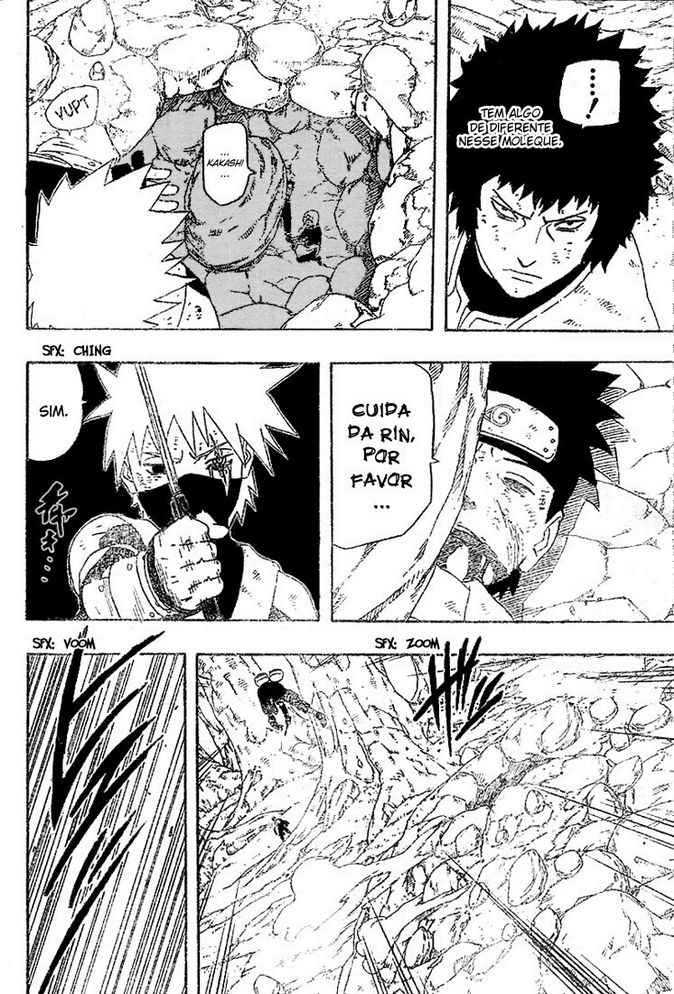 .....!
TEM ALGO
DE DIFERENTE
NESSE MOLEQUE.
VUPT
...
KAKASHI
...
SFX: CHING
CUIDA
DA RIN,
POR
FAVOR
...
SIM.
SFX: ZOOM
SFX: VOOM